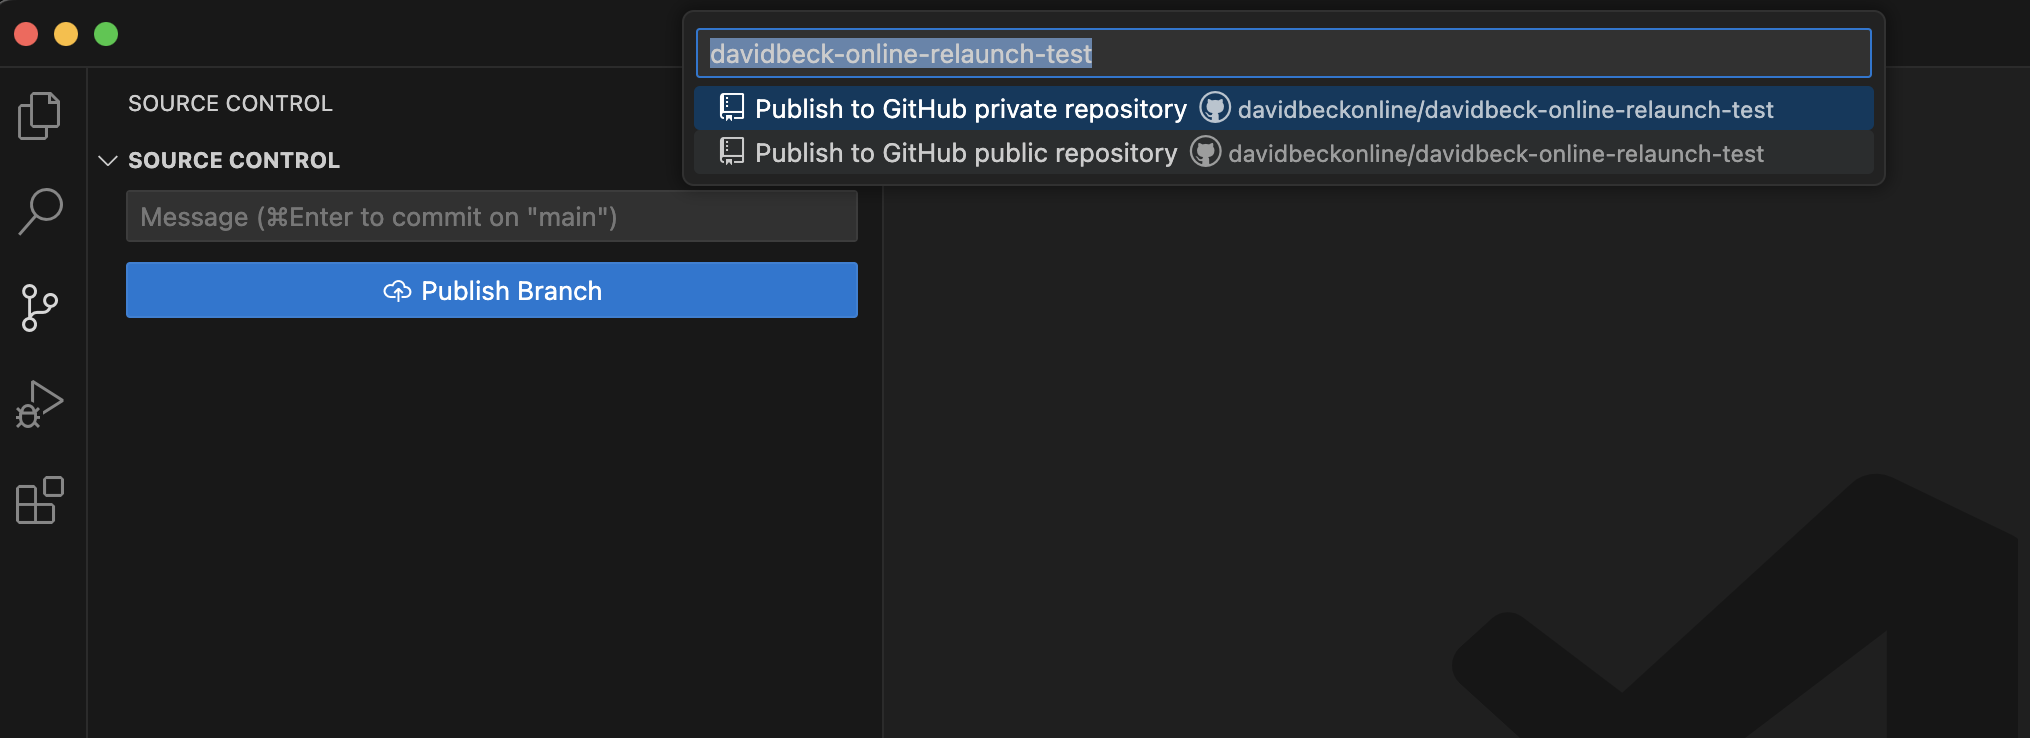 davidbeck-online-relaunch-test
Publish to GitHub private repository davidbeckonline/davidbeck-online-relaunch-test
Publish to GitHub public repository davidbeckonline/davidbeck-online-relaunch-test
SOURCE CONTROL
SOURCE CONTROL
Message (⌘Enter to commit on "main")
Publish Branch